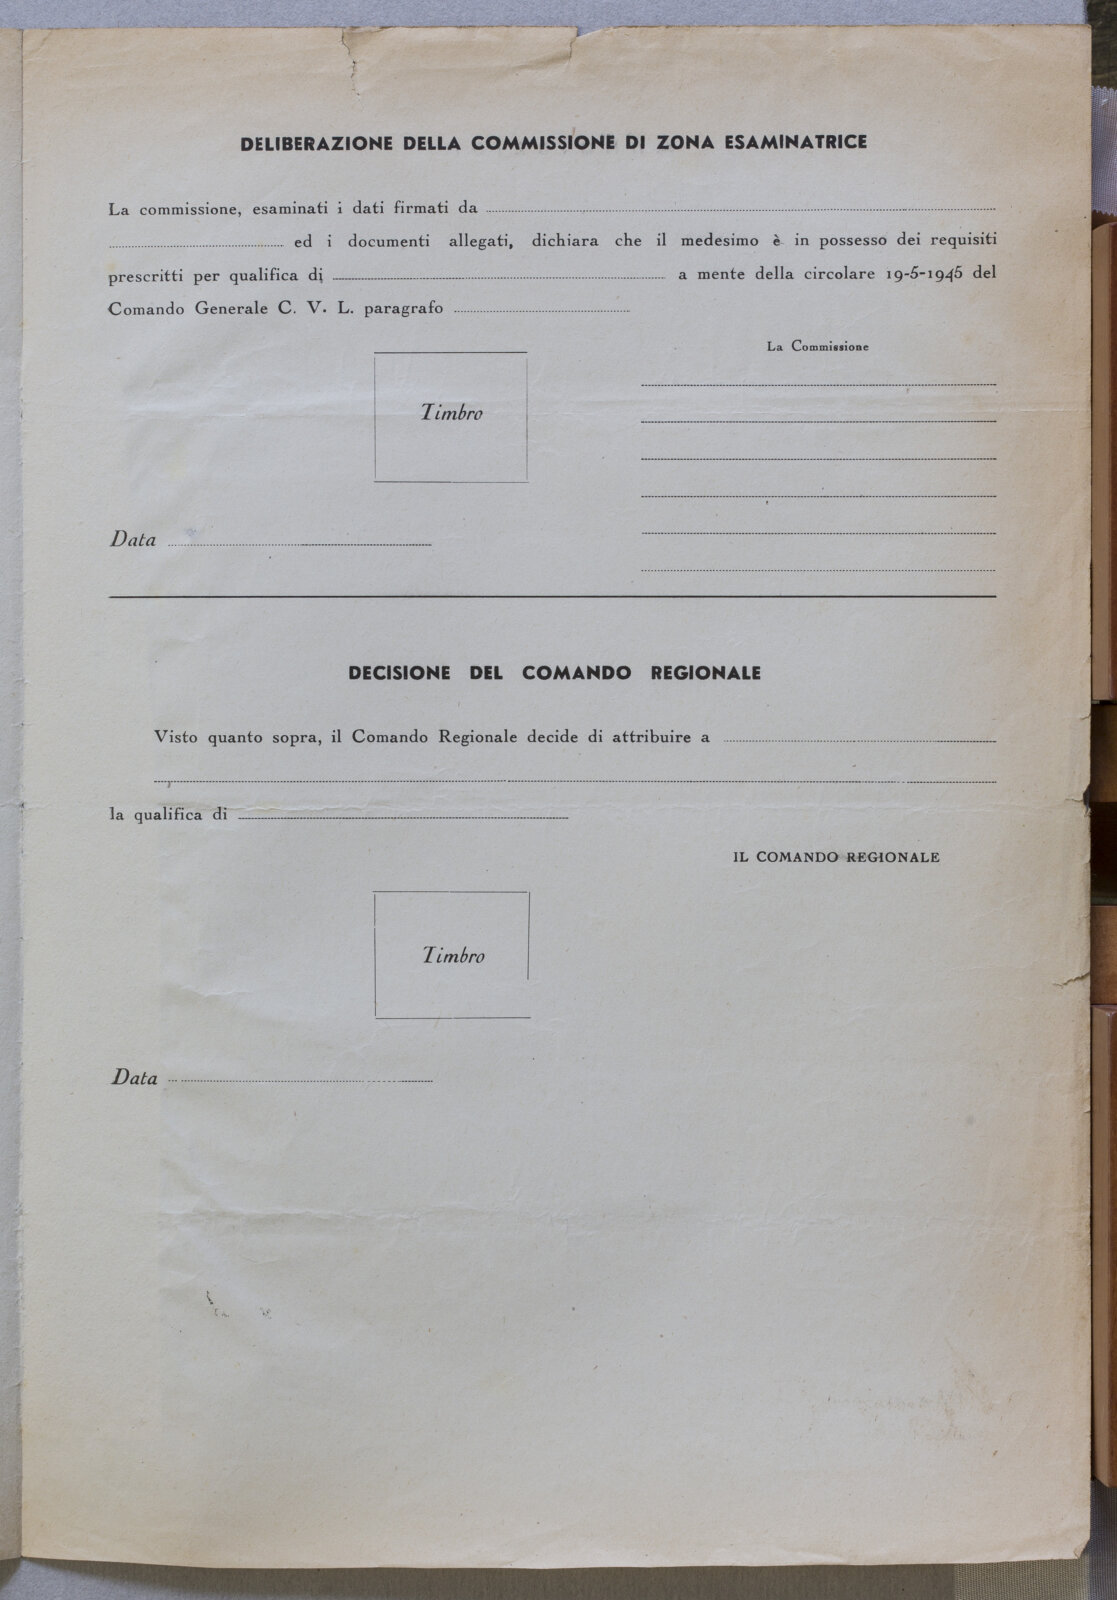 DELIBERAZIONE DELLA COMMISSIONE DI ZONA ESAMINATRICE
La commissione, esaminati i dati firmati da
ed i documenti allegati, dichiara che il medesimo è in possesso dei requisiti
prescritti per qualifica di a mente della circolare 19-5-1945 del
Comando Generale C. V. L. paragrafo
La Commissione
Timbro
Data
DECISIONE DEL COMANDO REGIONALE
Visto quanto sopra, il Comando Regionale decide di attribuire a
la qualifica di
IL COMANDO REGIONALE
Timbro
Data